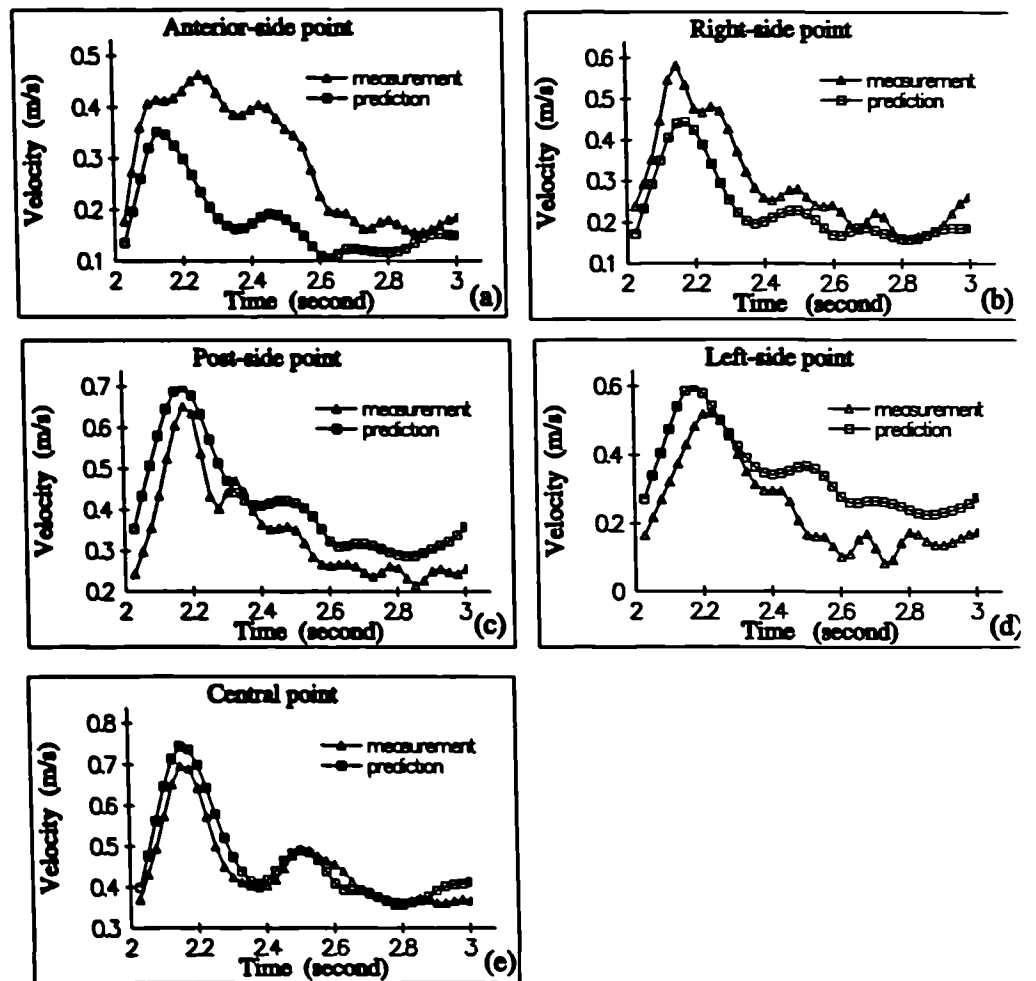 Anterior-side point
0.5
0.4
0.3
0.2
0.1
Velocity (m/s)
measurement
prediction
2 2.2 2.4 2.6 2.8 3
Time (second)
(a)
Right-side point
0.6
0.5
0.4
0.3
0.2
0.1
Velocity (m/s)
measurement
prediction
2 2.2 2.4 2.6 2.8 3
Time (second)
(b)
Post-side point
0.7
0.6
0.5
0.4
0.3
0.2
Velocity (m/s)
measurement
prediction
2 2.2 2.4 2.6 2.8 3
Time (second)
(c)
Left-side point
0.6
0.4
0.2
0
Velocity (m/s)
measurement
prediction
2 2.2 2.4 2.6 2.8 3
Time (second)
(d)
Central point
0.8
0.7
0.6
0.5
0.4
0.3
Velocity (m/s)
measurement
prediction
2 2.2 2.4 2.6 2.8 3
Time (second)
(e)